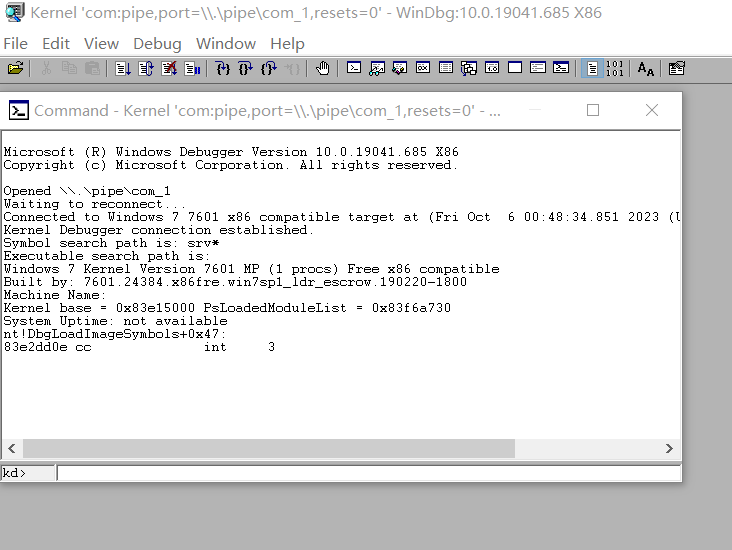 Kernel 'com:pipe,port=\\.\pipe\com_1,resets=0' - WinDbg:10.0.19041.685 X86
File Edit View Debug Window Help
Command - Kernel 'com:pipe,port=\\.\pipe\com_1,resets=0' - ...
Microsoft (R) Windows Debugger Version 10.0.19041.685 X86
Copyright (c) Microsoft Corporation. All rights reserved.
Opened \\.\pipe\com_1
Waiting to reconnect...
Connected to Windows 7 7601 x86 compatible target at (Fri Oct  6 00:48:34.851 2023 (U
Kernel Debugger connection established.
Symbol search path is: srv*
Executable search path is:
Windows 7 Kernel Version 7601 MP (1 procs) Free x86 compatible
Built by: 7601.24384.x86fre.win7sp1_ldr_escrow.190220-1800
Machine Name:
Kernel base = 0x83e15000 PsLoadedModuleList = 0x83f6a730
System Uptime: not available
nt!DbgLoadImageSymbols+0x47:
83e2dd0e cc              int     3
kd>